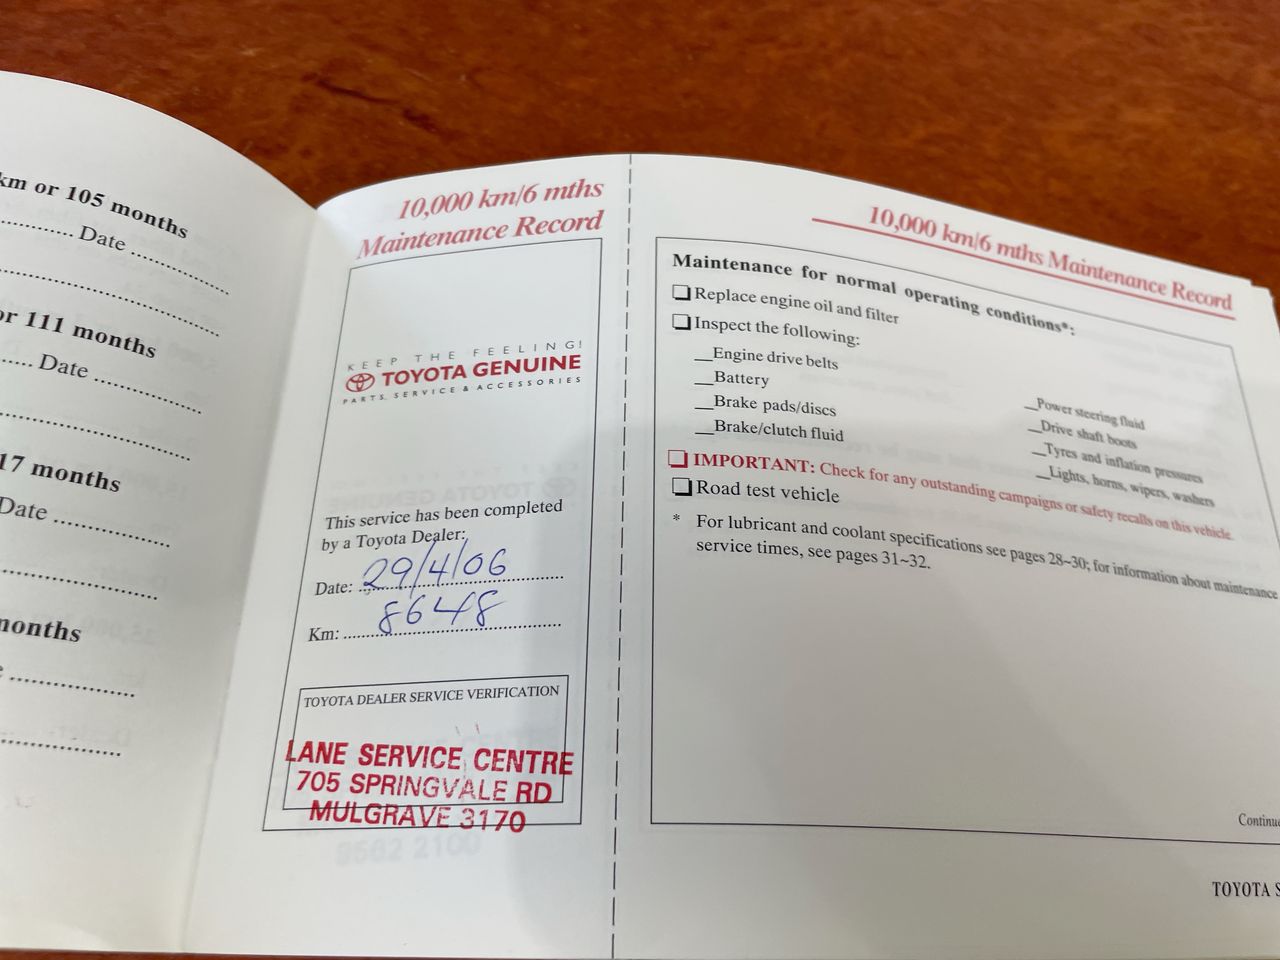 km or 105 months
Date
or 111 months
Date
17 months
Date
months
10,000 km/6 mths
Maintenance Record
KEEP THE FEELING!
TOYOTA GENUINE
PARTS, SERVICE & ACCESSORIES
This service has been completed
by a Toyota Dealer:
Date: 29/4/06
Km: 8648
TOYOTA DEALER SERVICE VERIFICATION
LANE SERVICE CENTRE
705 SPRINGVALE RD
MULGRAVE 3170
10,000 km/6 mths Maintenance Record
Maintenance for normal operating conditions*:
Replace engine oil and filter
Inspect the following:
__Engine drive belts
__Battery
__Brake pads/discs
__Brake/clutch fluid
__Power steering fluid
__Drive shaft boots
__Tyres and inflation pressures
__Lights, horns, wipers, washers
IMPORTANT: Check for any outstanding campaigns or safety recalls on this vehicle.
Road test vehicle
* For lubricant and coolant specifications see pages 28~30; for information about maintenance
service times, see pages 31~32.
Continue
TOYOTA S